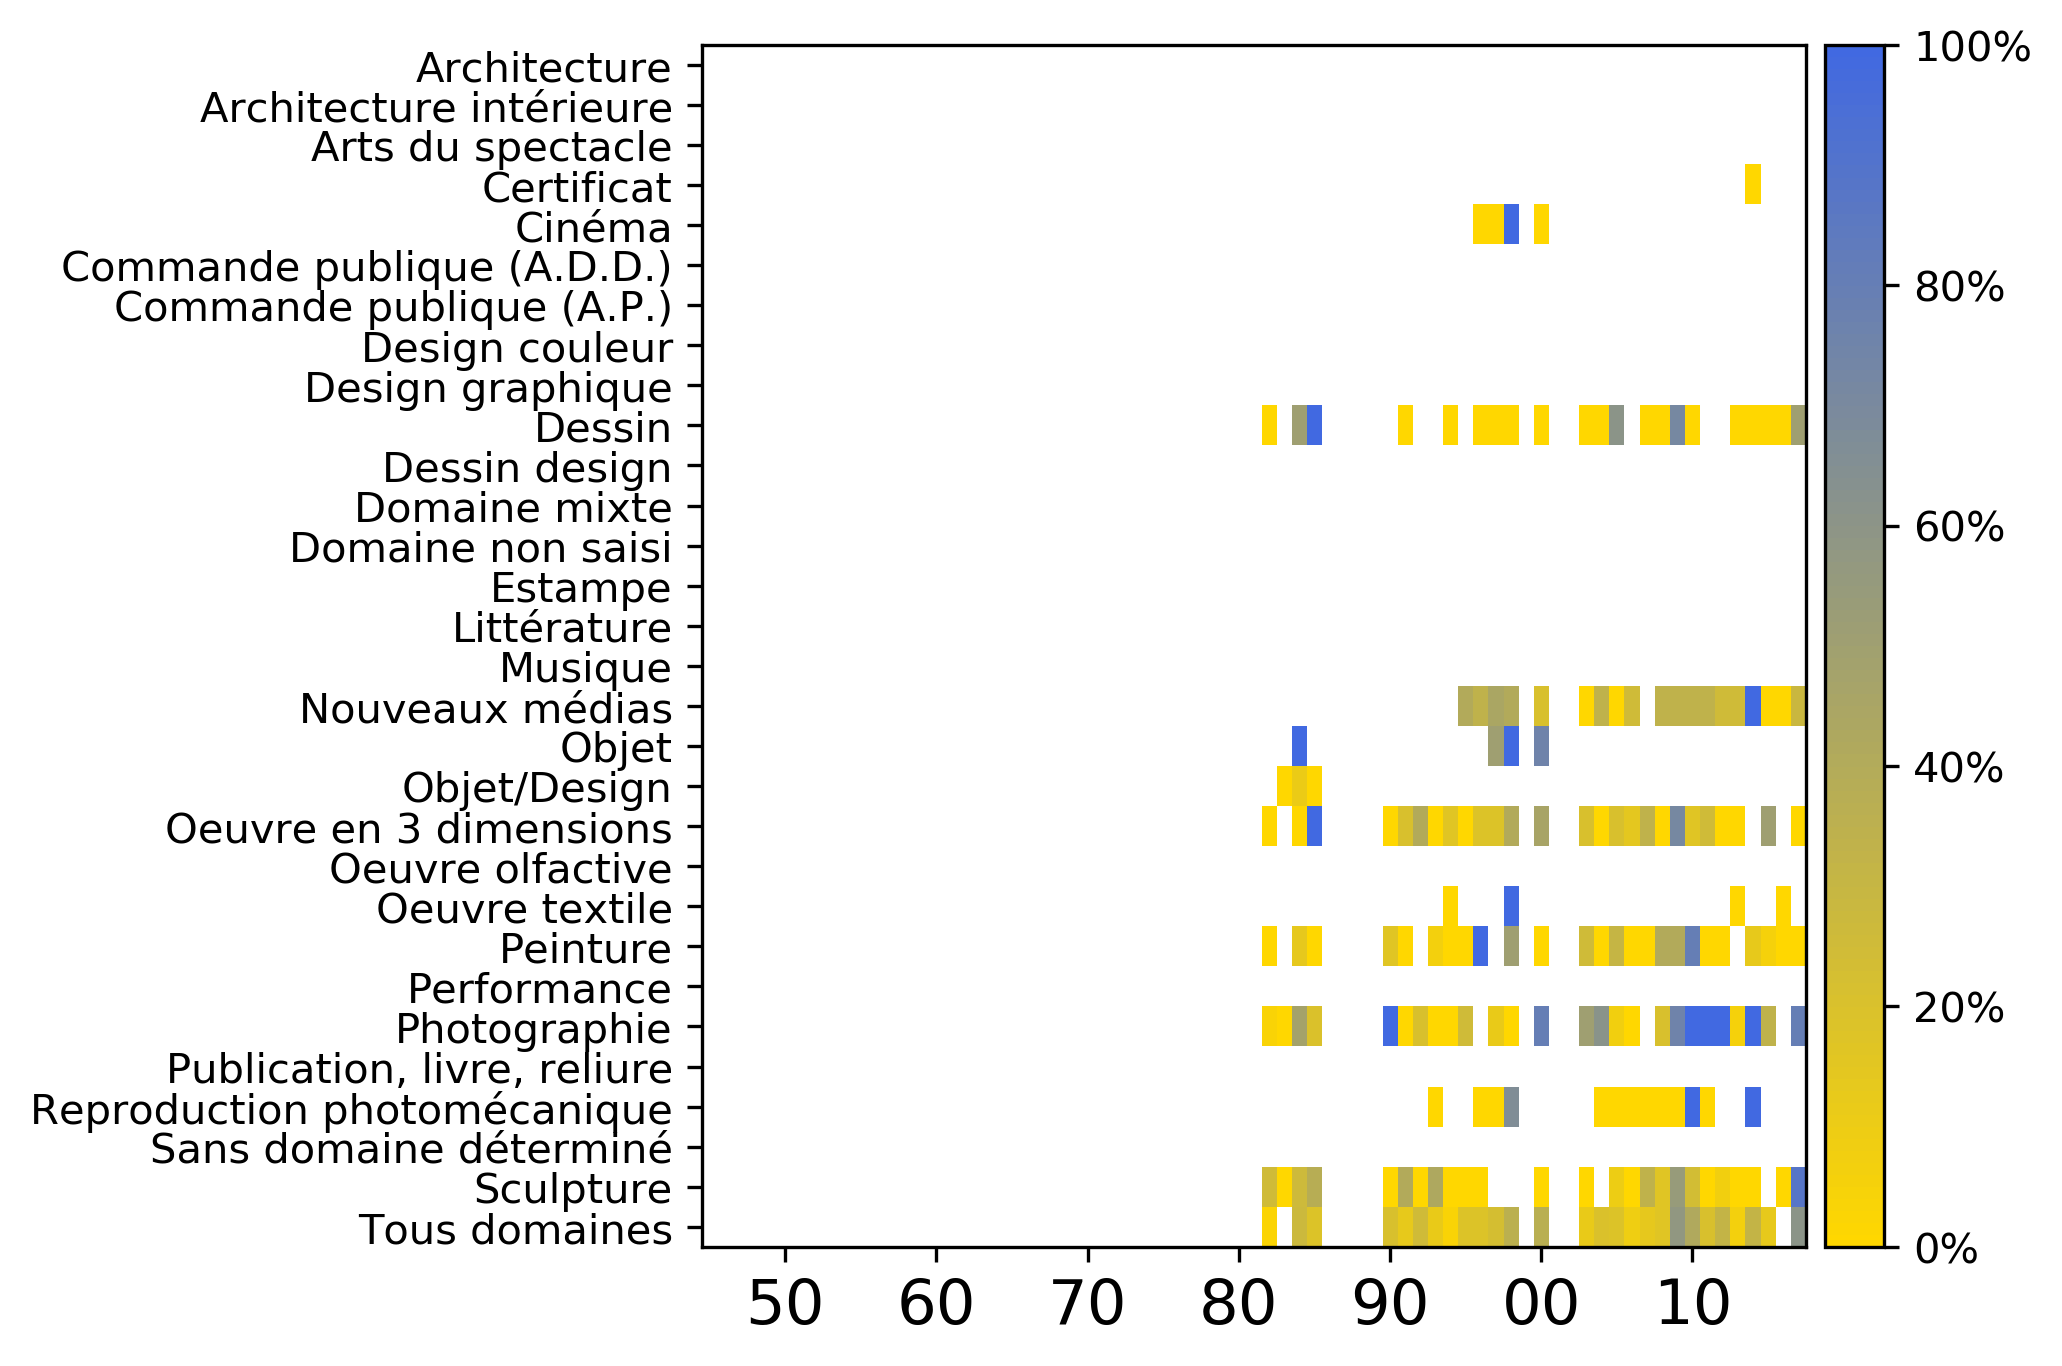 Architecture
Architecture intérieure
Arts du spectacle
Certificat
Cinéma
Commande publique (A.D.D.)
Commande publique (A.P.)
Design couleur
Design graphique
Dessin
Dessin design
Domaine mixte
Domaine non saisi
Estampe
Littérature
Musique
Nouveaux médias
Objet
Objet/Design
Oeuvre en 3 dimensions
Oeuvre olfactive
Oeuvre textile
Peinture
Performance
Photographie
Publication, livre, reliure
Reproduction photomécanique
Sans domaine déterminé
Sculpture
Tous domaines
50 60 70 80 90 00 10
100%
80%
60%
40%
20%
0%